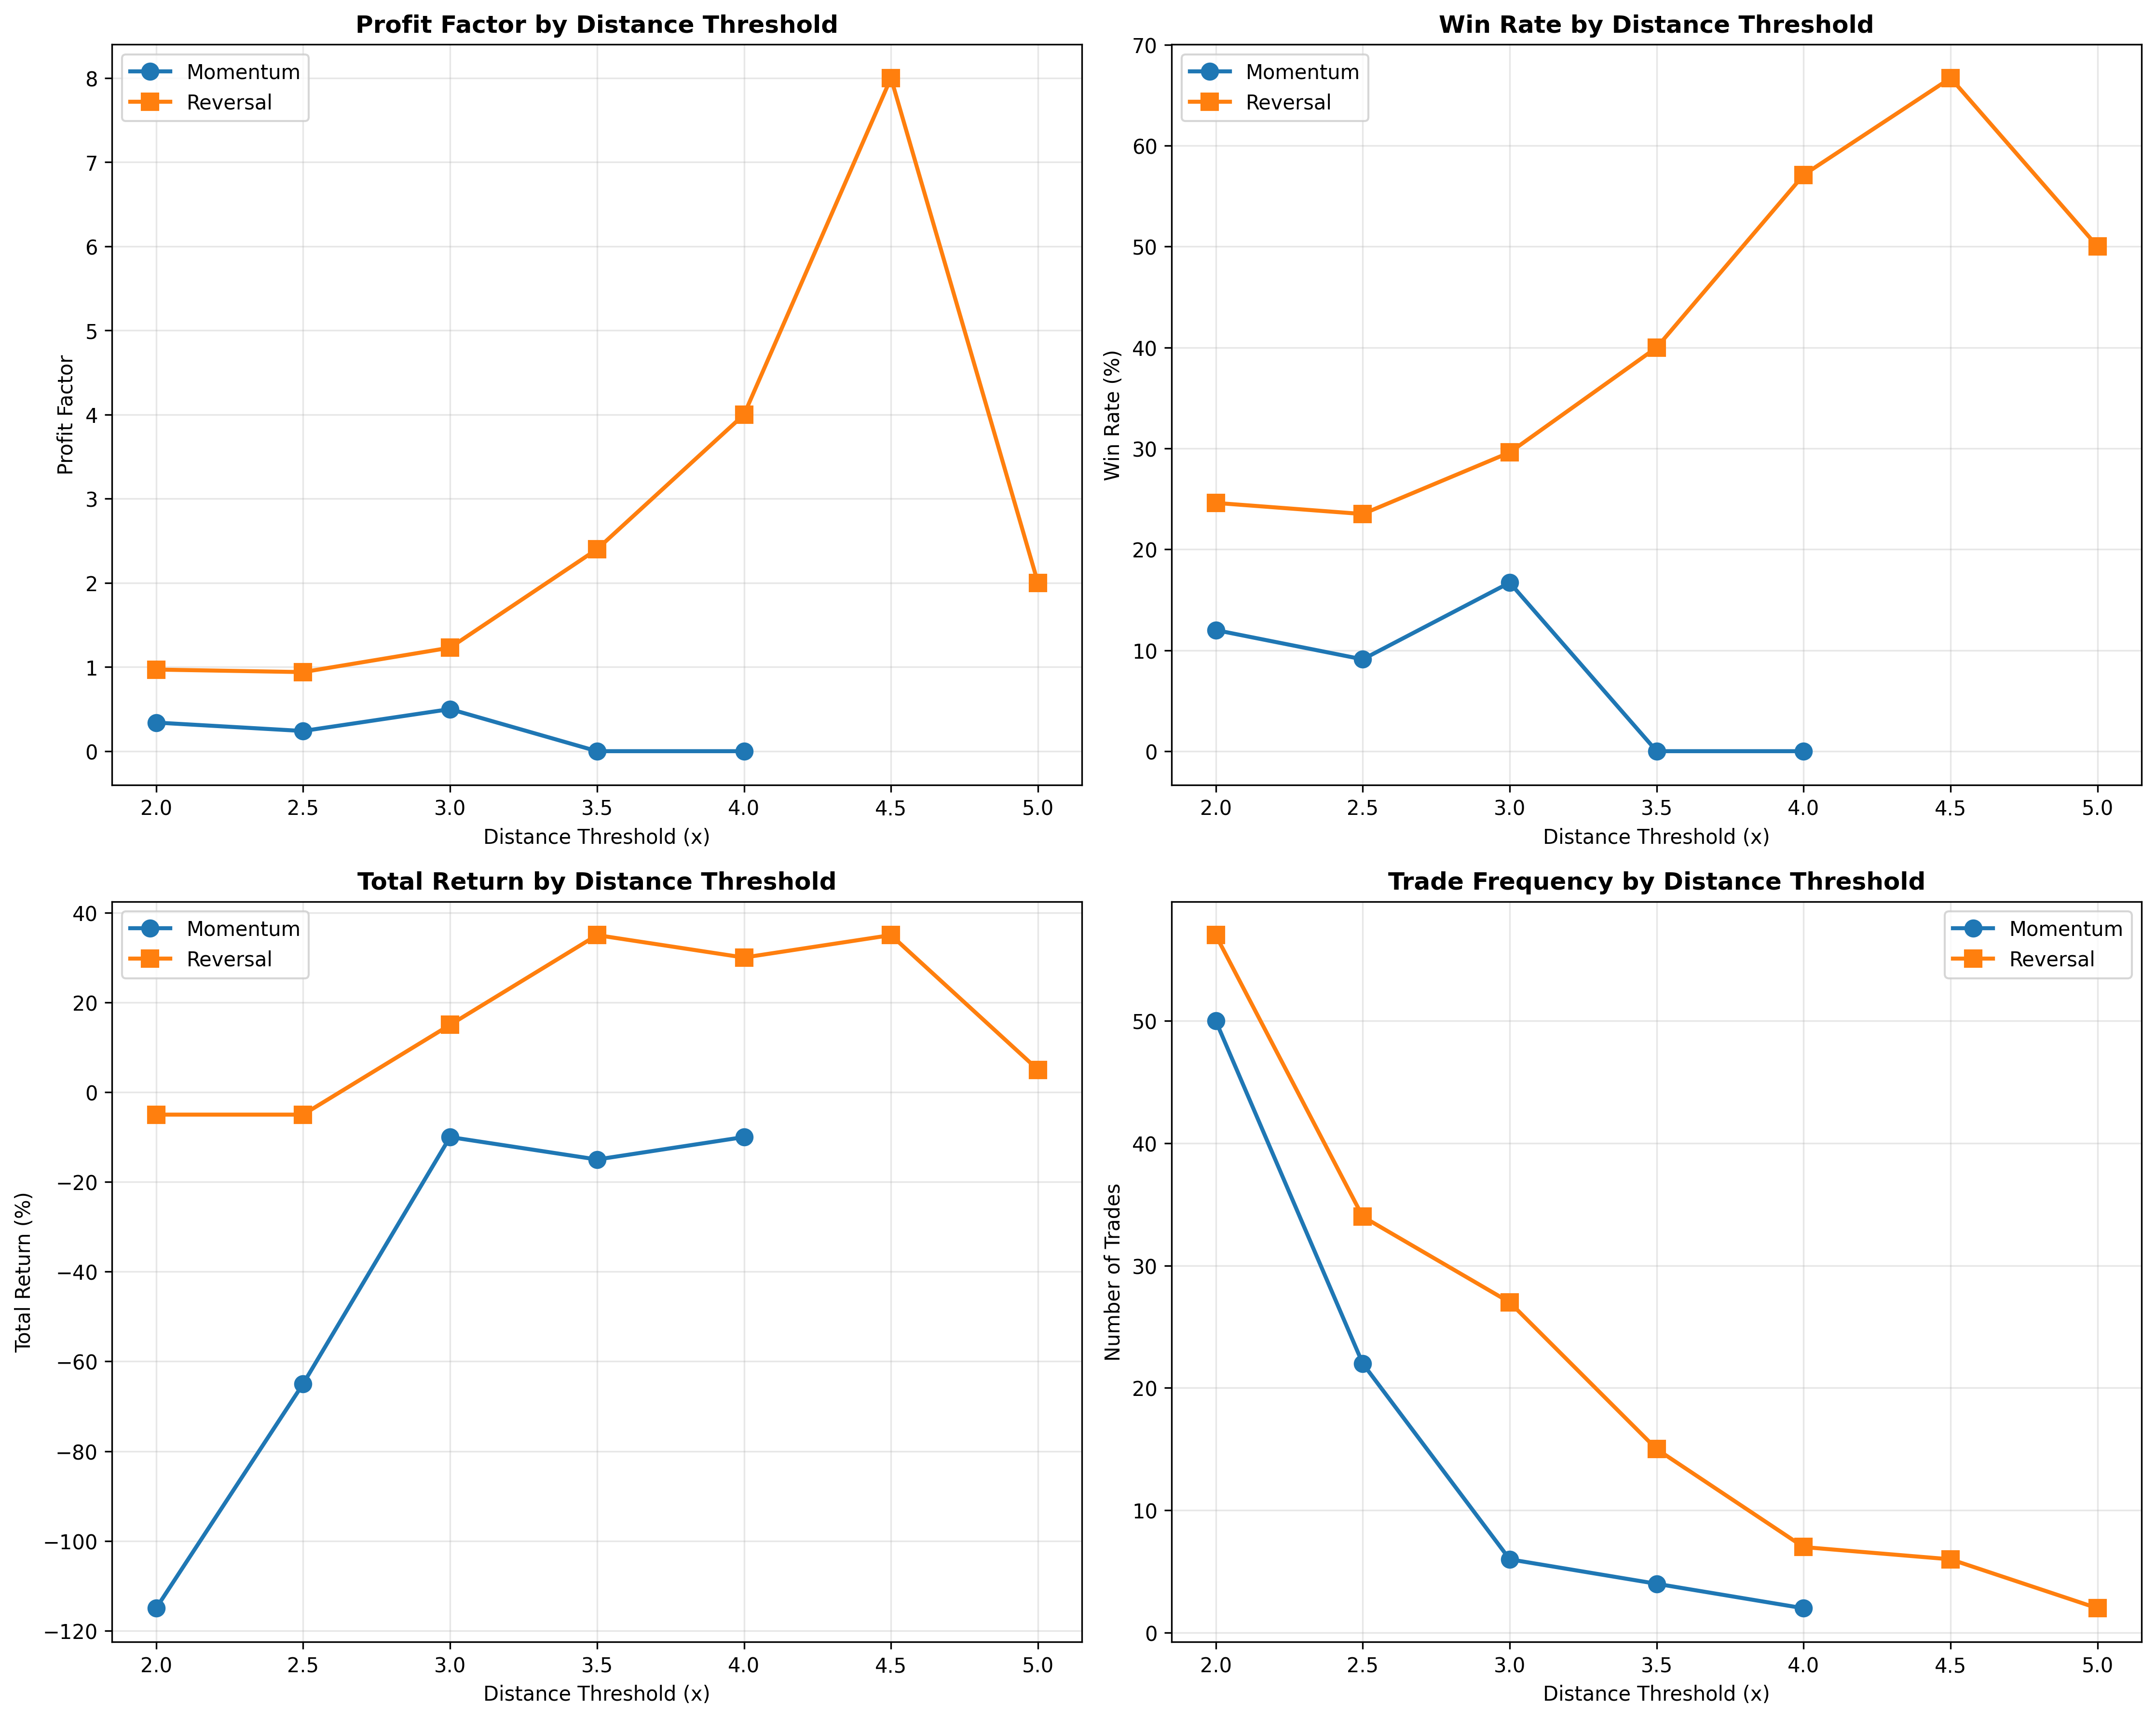 Profit Factor by Distance Threshold
Momentum
Reversal
8
7
6
5
4
3
2
1
0
Profit Factor
2.0 2.5 3.0 3.5 4.0 4.5 5.0
Distance Threshold (x)
Win Rate by Distance Threshold
Momentum
Reversal
70
60
50
40
30
20
10
0
Win Rate (%)
2.0 2.5 3.0 3.5 4.0 4.5 5.0
Distance Threshold (x)
Total Return by Distance Threshold
Momentum
Reversal
40
20
0
−20
−40
−60
−80
−100
−120
Total Return (%)
2.0 2.5 3.0 3.5 4.0 4.5 5.0
Distance Threshold (x)
Trade Frequency by Distance Threshold
Momentum
Reversal
50
40
30
20
10
0
Number of Trades
2.0 2.5 3.0 3.5 4.0 4.5 5.0
Distance Threshold (x)